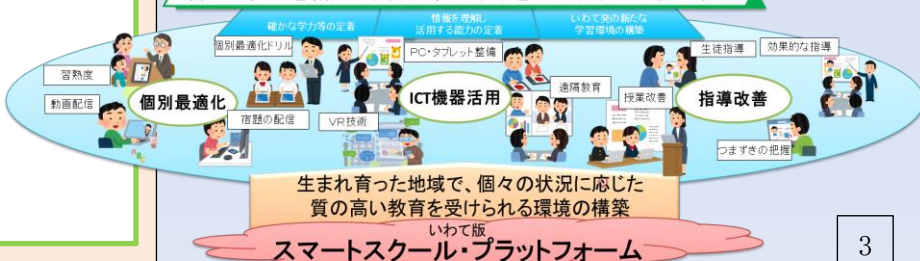 確かな学力等の定着
情報を理解し
活用する能力の定着
いわて発の新たな
学習環境の構築
個別最適化ドリル
PC・タブレット整備
生徒指導
効果的な指導
習熟度
動画配信
個別最適化
ICT機器活用
遠隔教育
授業改善
指導改善
宿題の配信
VR技術
つまずきの把握
生まれ育った地域で、個々の状況に応じた
質の高い教育を受けられる環境の構築
いわて版
スマートスクール・プラットフォーム
3